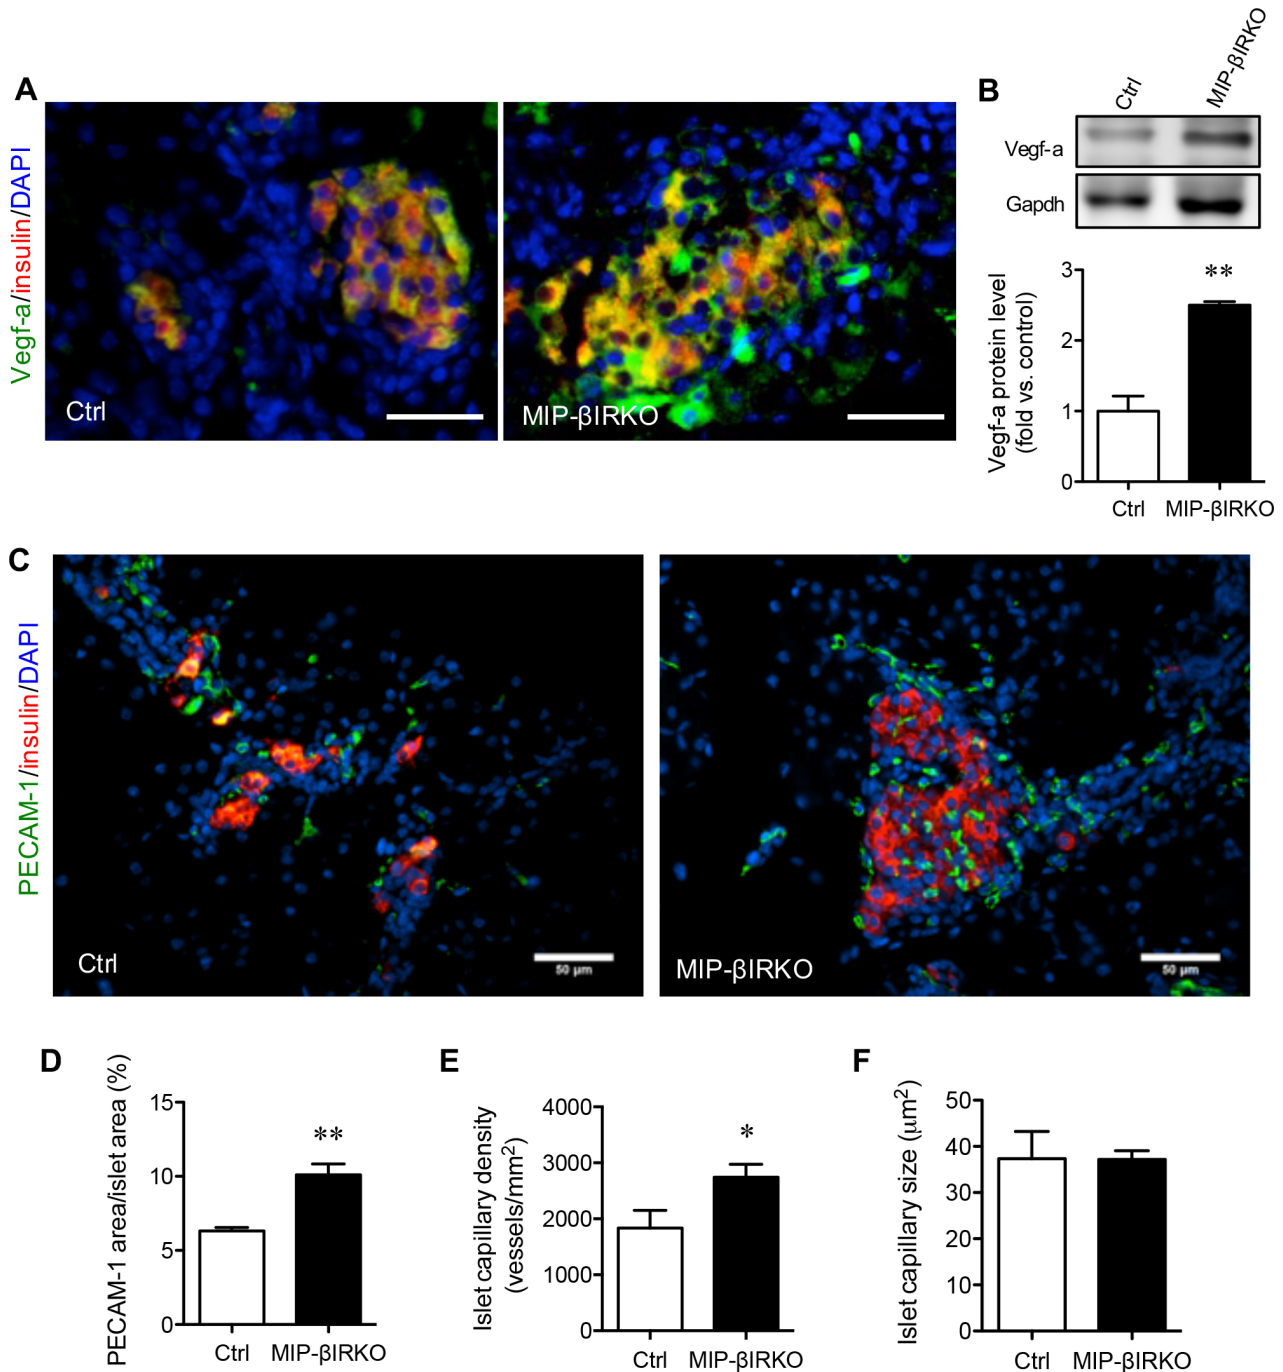 A
Vegf-a/insulin/DAPI
Ctrl
MIP-βIRKO
B
Ctrl
MIP-βIRKO
Vegf-a
Gapdh
Vegf-a protein level
(fold vs. control)
3
2
1
0
**
Ctrl
MIP-βIRKO
C
PECAM-1/insulin/DAPI
Ctrl
50 μm
MIP-βIRKO
50 μm
D
PECAM-1 area/islet area (%)
15
10
5
0
**
Ctrl
MIP-βIRKO
E
Islet capillary density
(vessels/mm²)
4000
3000
2000
1000
0
*
Ctrl
MIP-βIRKO
F
Islet capillary size (μm²)
50
40
30
20
10
0
Ctrl
MIP-βIRKO